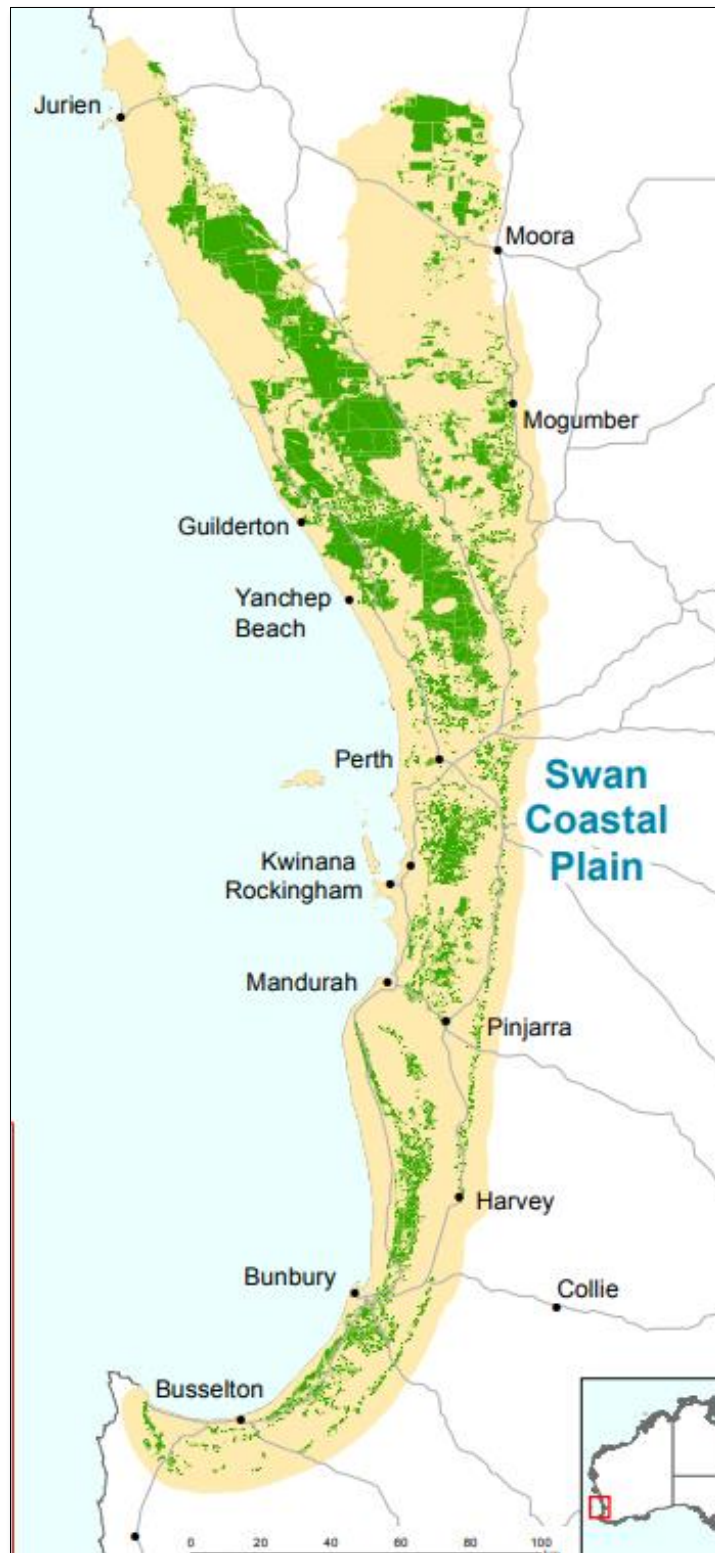 Jurien
Moora
Mogumber
Guilderton
Yanchep
Beach
Perth
Swan
Coastal
Plain
Kwinana
Rockingham
Mandurah
Pinjarra
Harvey
Bunbury
Collie
Busselton
0 20 40 60 80 100